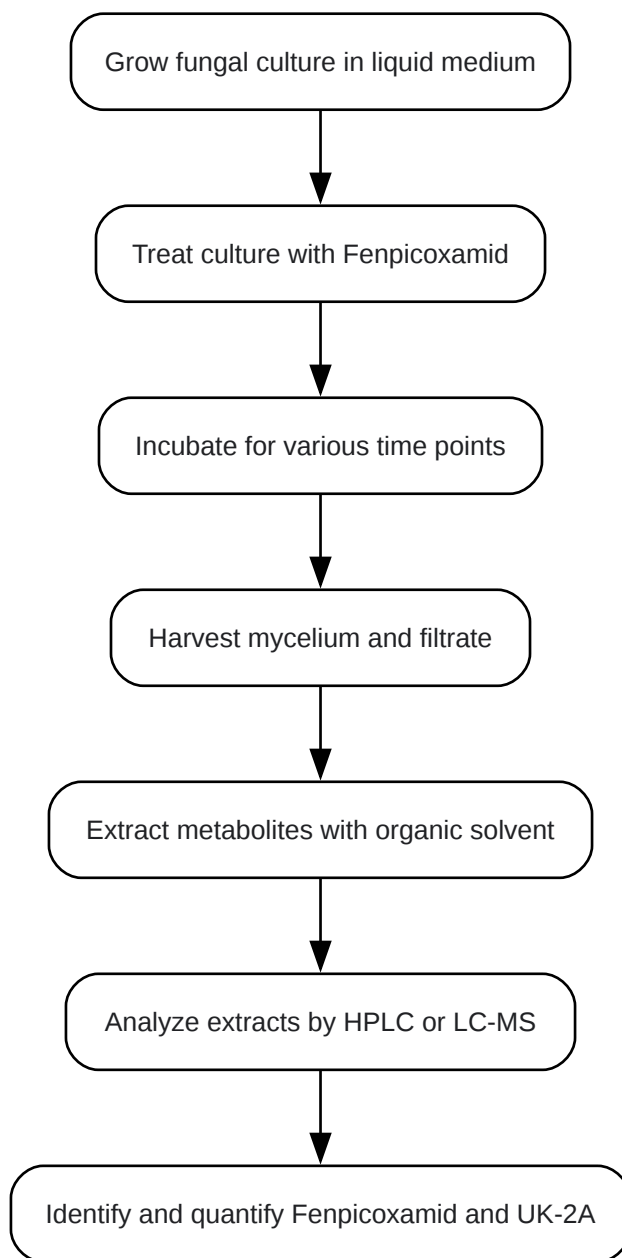 Grow fungal culture in liquid medium
Treat culture with Fenpicoxamid
Incubate for various time points
Harvest mycelium and filtrate
Extract metabolites with organic solvent
Analyze extracts by HPLC or LC-MS
Identify and quantify Fenpicoxamid and UK-2A